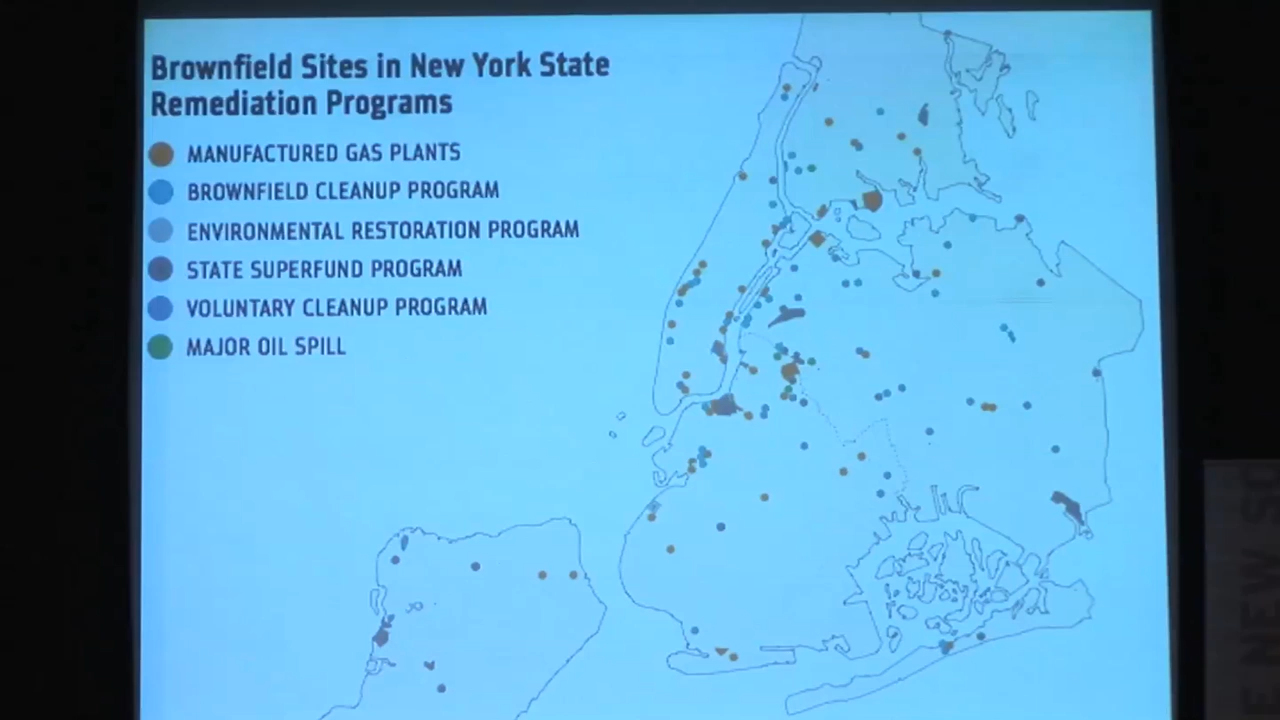 Brownfield Sites in New York State
Remediation Programs
MANUFACTURED GAS PLANTS
BROWNFIELD CLEANUP PROGRAM
ENVIRONMENTAL RESTORATION PROGRAM
STATE SUPERFUND PROGRAM
VOLUNTARY CLEANUP PROGRAM
MAJOR OIL SPILL
NEW